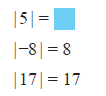 |5| =
|−8| = 8
|17| = 17